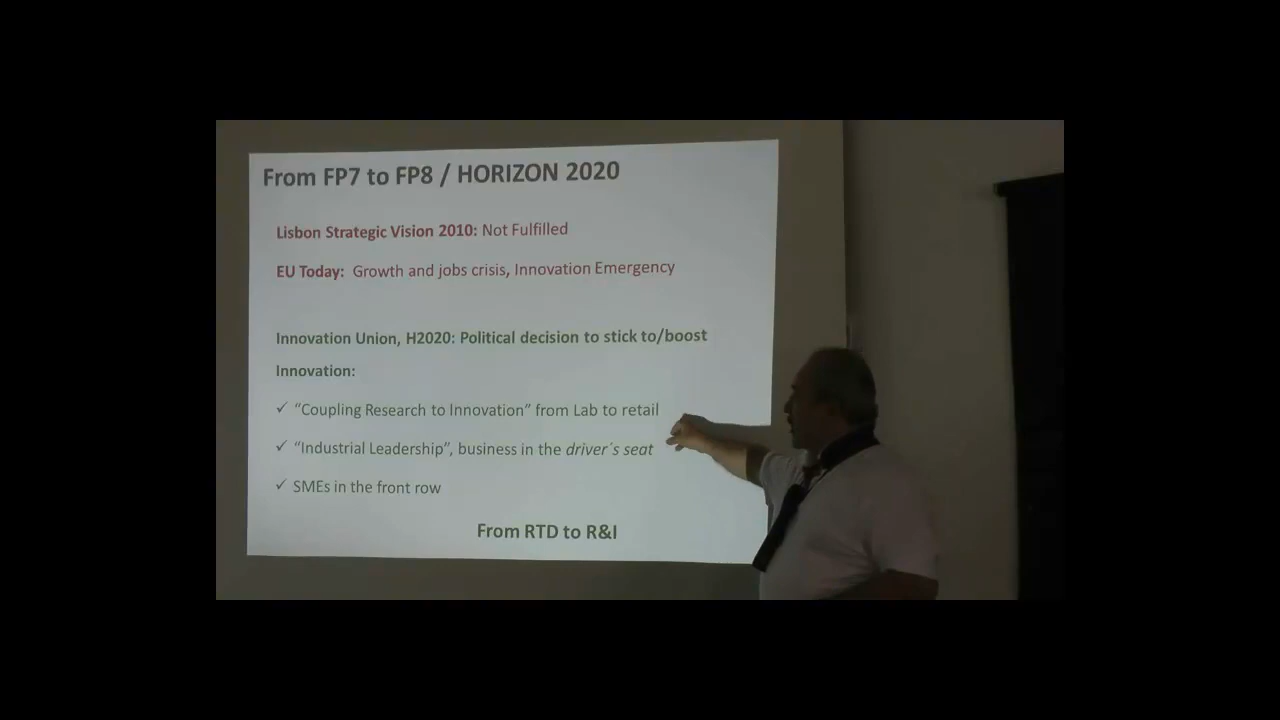 From FP7 to FP8 / HORIZON 2020
Lisbon Strategic Vision 2010: Not Fulfilled
EU Today: Growth and jobs crisis, Innovation Emergency
Innovation Union, H2020: Political decision to stick to/boost
Innovation:
✓ “Coupling Research to Innovation” from Lab to retail
✓ “Industrial Leadership”, business in the driver´s seat
✓ SMEs in the front row
From RTD to R&I